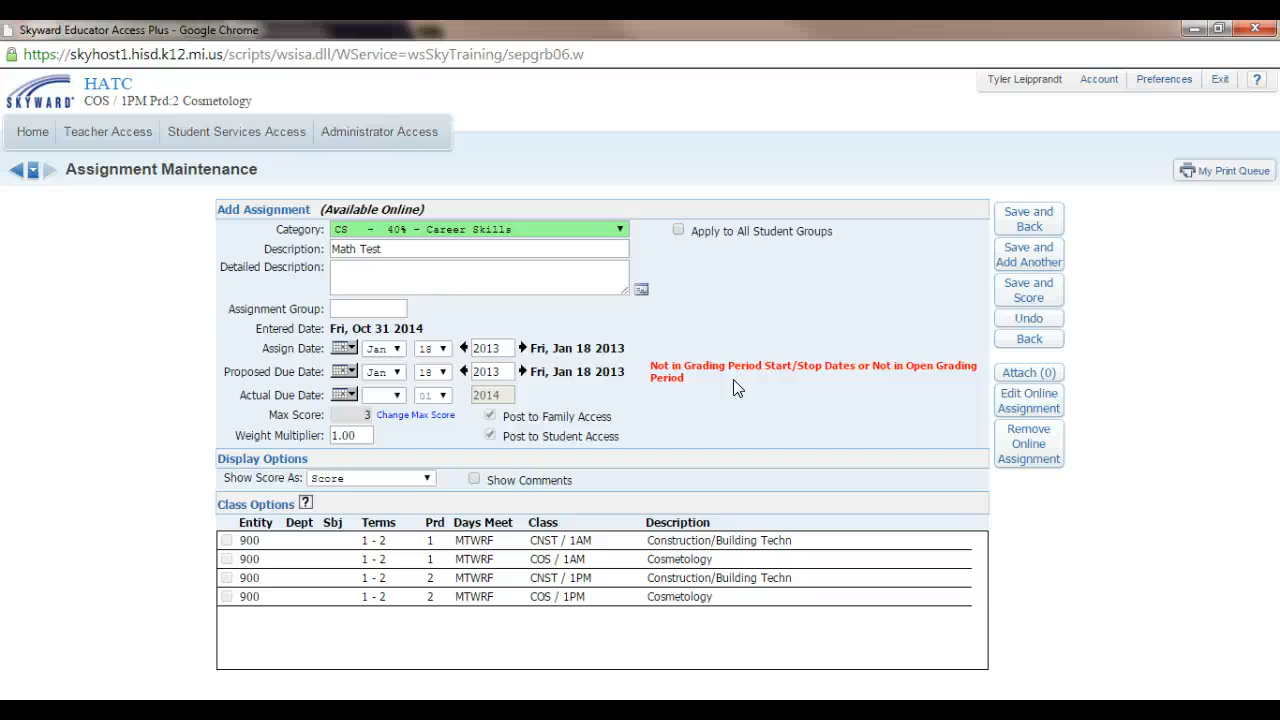 Skyward Educator Access Plus - Google Chrome
https://skyhost1.hisd.k12.mi.us/scripts/wsisa.dll/WService=wsSkyTraining/sepgrb06.w
SKYWARD HATC Tyler Leipprandt Account Preferences Exit ?
COS / 1PM Prd:2 Cosmetology
Home Teacher Access Student Services Access Administrator Access
Assignment Maintenance My Print Queue
Add Assignment (Available Online)
Category: CS - 40% - Career Skills Apply to All Student Groups
Description: Math Test
Detailed Description:
Assignment Group:
Entered Date: Fri, Oct 31 2014
Assign Date: Jan 18 2013 Fri, Jan 18 2013
Proposed Due Date: Jan 18 2013 Fri, Jan 18 2013
Not in Grading Period Start/Stop Dates or Not in Open Grading
Period
Actual Due Date: 01 2014
Max Score: 3 Change Max Score Post to Family Access
Weight Multiplier: 1.00 Post to Student Access
Display Options
Show Score As: Score Show Comments
Class Options ?
Entity Dept Sbj Terms Prd Days Meet Class Description
900 1 - 2 1 MTWRF CNST / 1AM Construction/Building Techn
900 1 - 2 1 MTWRF COS / 1AM Cosmetology
900 1 - 2 2 MTWRF CNST / 1PM Construction/Building Techn
900 1 - 2 2 MTWRF COS / 1PM Cosmetology
Save and
Back
Save and
Add Another
Save and
Score
Undo
Back
Attach (0)
Edit Online
Assignment
Remove
Online
Assignment